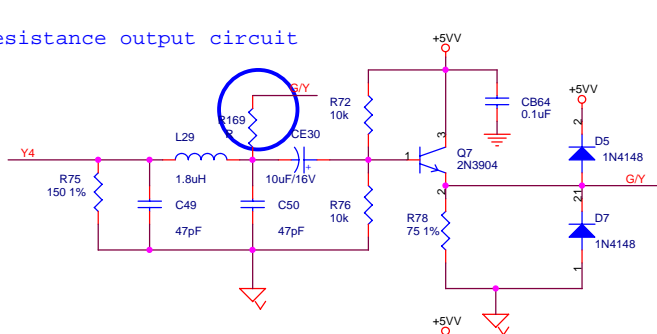 esistance output circuit
+5VV
G/Y
R72
10k
CB64
0.1uF
+5VV
R169
R
CE30
L29
3
2
D5
1N4148
Y4
1
Q7
2N3904
R75
150 1%
1.8uH
10uF/16V
+
G/Y
C49
47pF
C50
47pF
R76
10k
2
R78
75 1%
21
D7
1N4148
1
+5VV